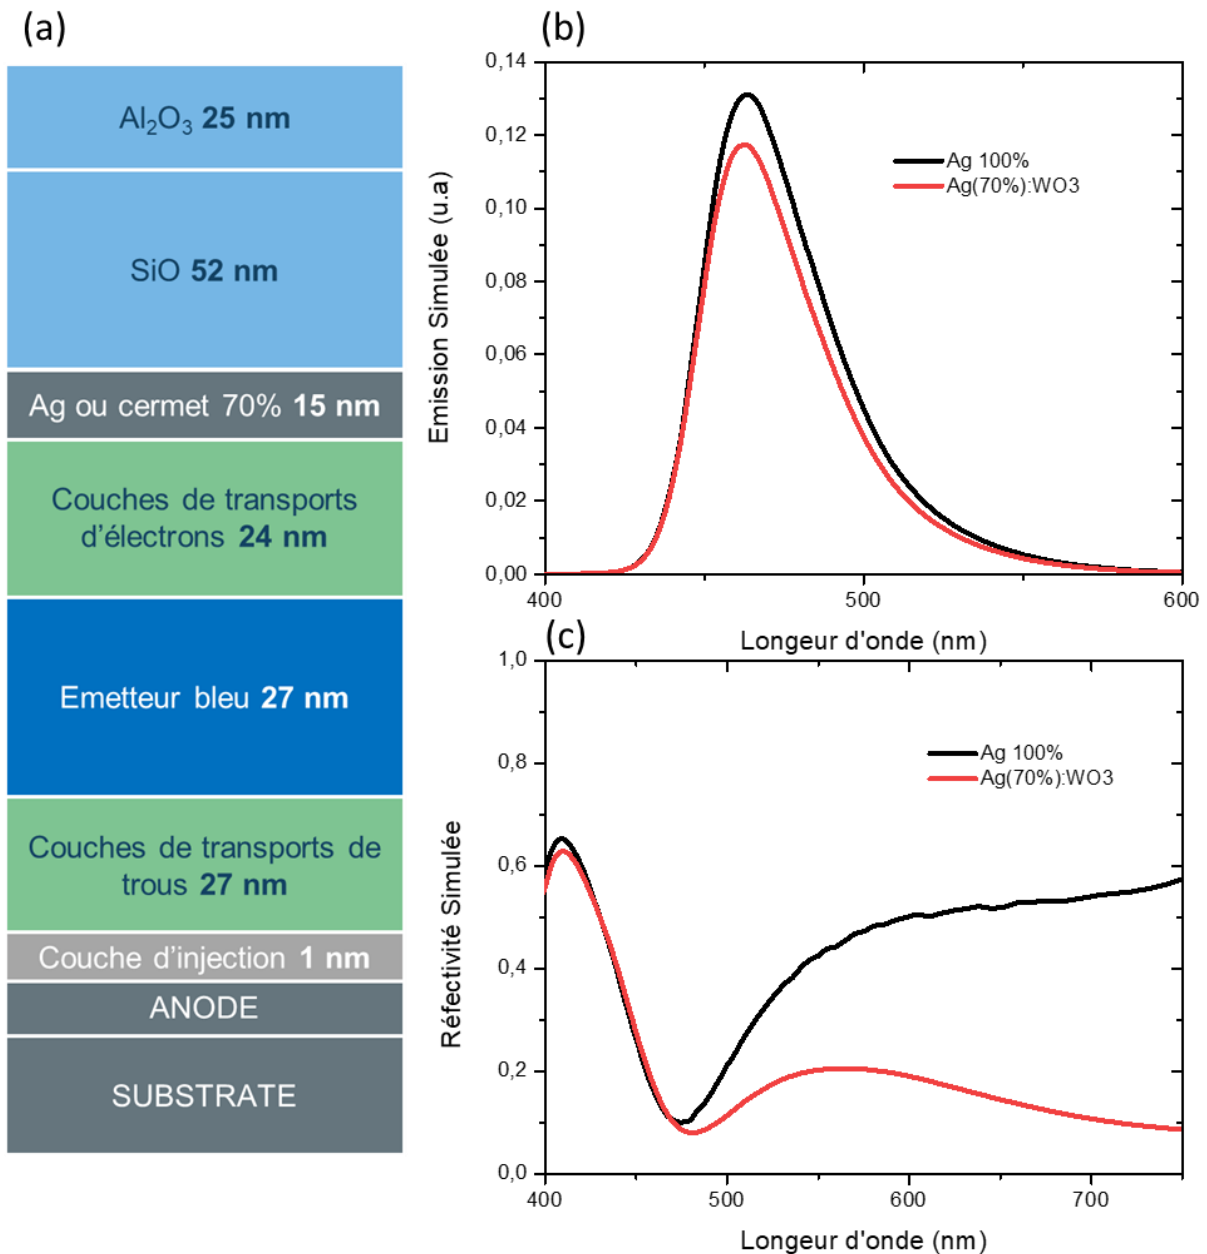 (a)
Al₂O₃ 25 nm
SiO 52 nm
Ag ou cermet 70% 15 nm
Couches de transports
d'électrons 24 nm
Emetteur bleu 27 nm
Couches de transports de
trous 27 nm
Couche d'injection 1 nm
ANODE
SUBSTRATE
(b)
Emission Simulée (u.a)
0,14
0,12
0,10
0,08
0,06
0,04
0,02
0,00
Ag 100%
Ag(70%):WO3
400
500
600
Longeur d'onde (nm)
(c)
Réfectivité Simulée
1,0
0,8
0,6
0,4
0,2
0,0
Ag 100%
Ag(70%):WO3
400
500
600
700
Longeur d'onde (nm)